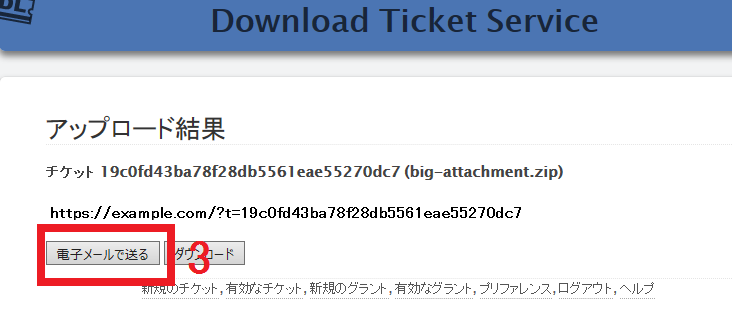 DL
Download Ticket Service
アップロード結果
チケット 19c0fd43ba78f28db5561eae55270dc7 (big-attachment.zip)
https://example.com/?t=19c0fd43ba78f28db5561eae55270dc7
電子メールで送る 3 ダウンロード
新規のチケット, 有効なチケット, 新規のグラント, 有効なグラント, プリファレンス, ログアウト, ヘルプ